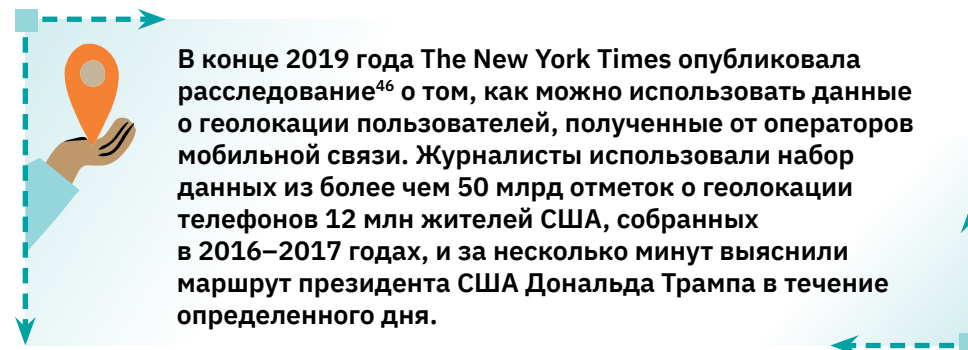 В конце 2019 года The New York Times опубликовала
расследование46 о том, как можно использовать данные
о геолокации пользователей, полученные от операторов
мобильной связи. Журналисты использовали набор
данных из более чем 50 млрд отметок о геолокации
телефонов 12 млн жителей США, собранных
в 2016–2017 годах, и за несколько минут выяснили
маршрут президента США Дональда Трампа в течение
определенного дня.